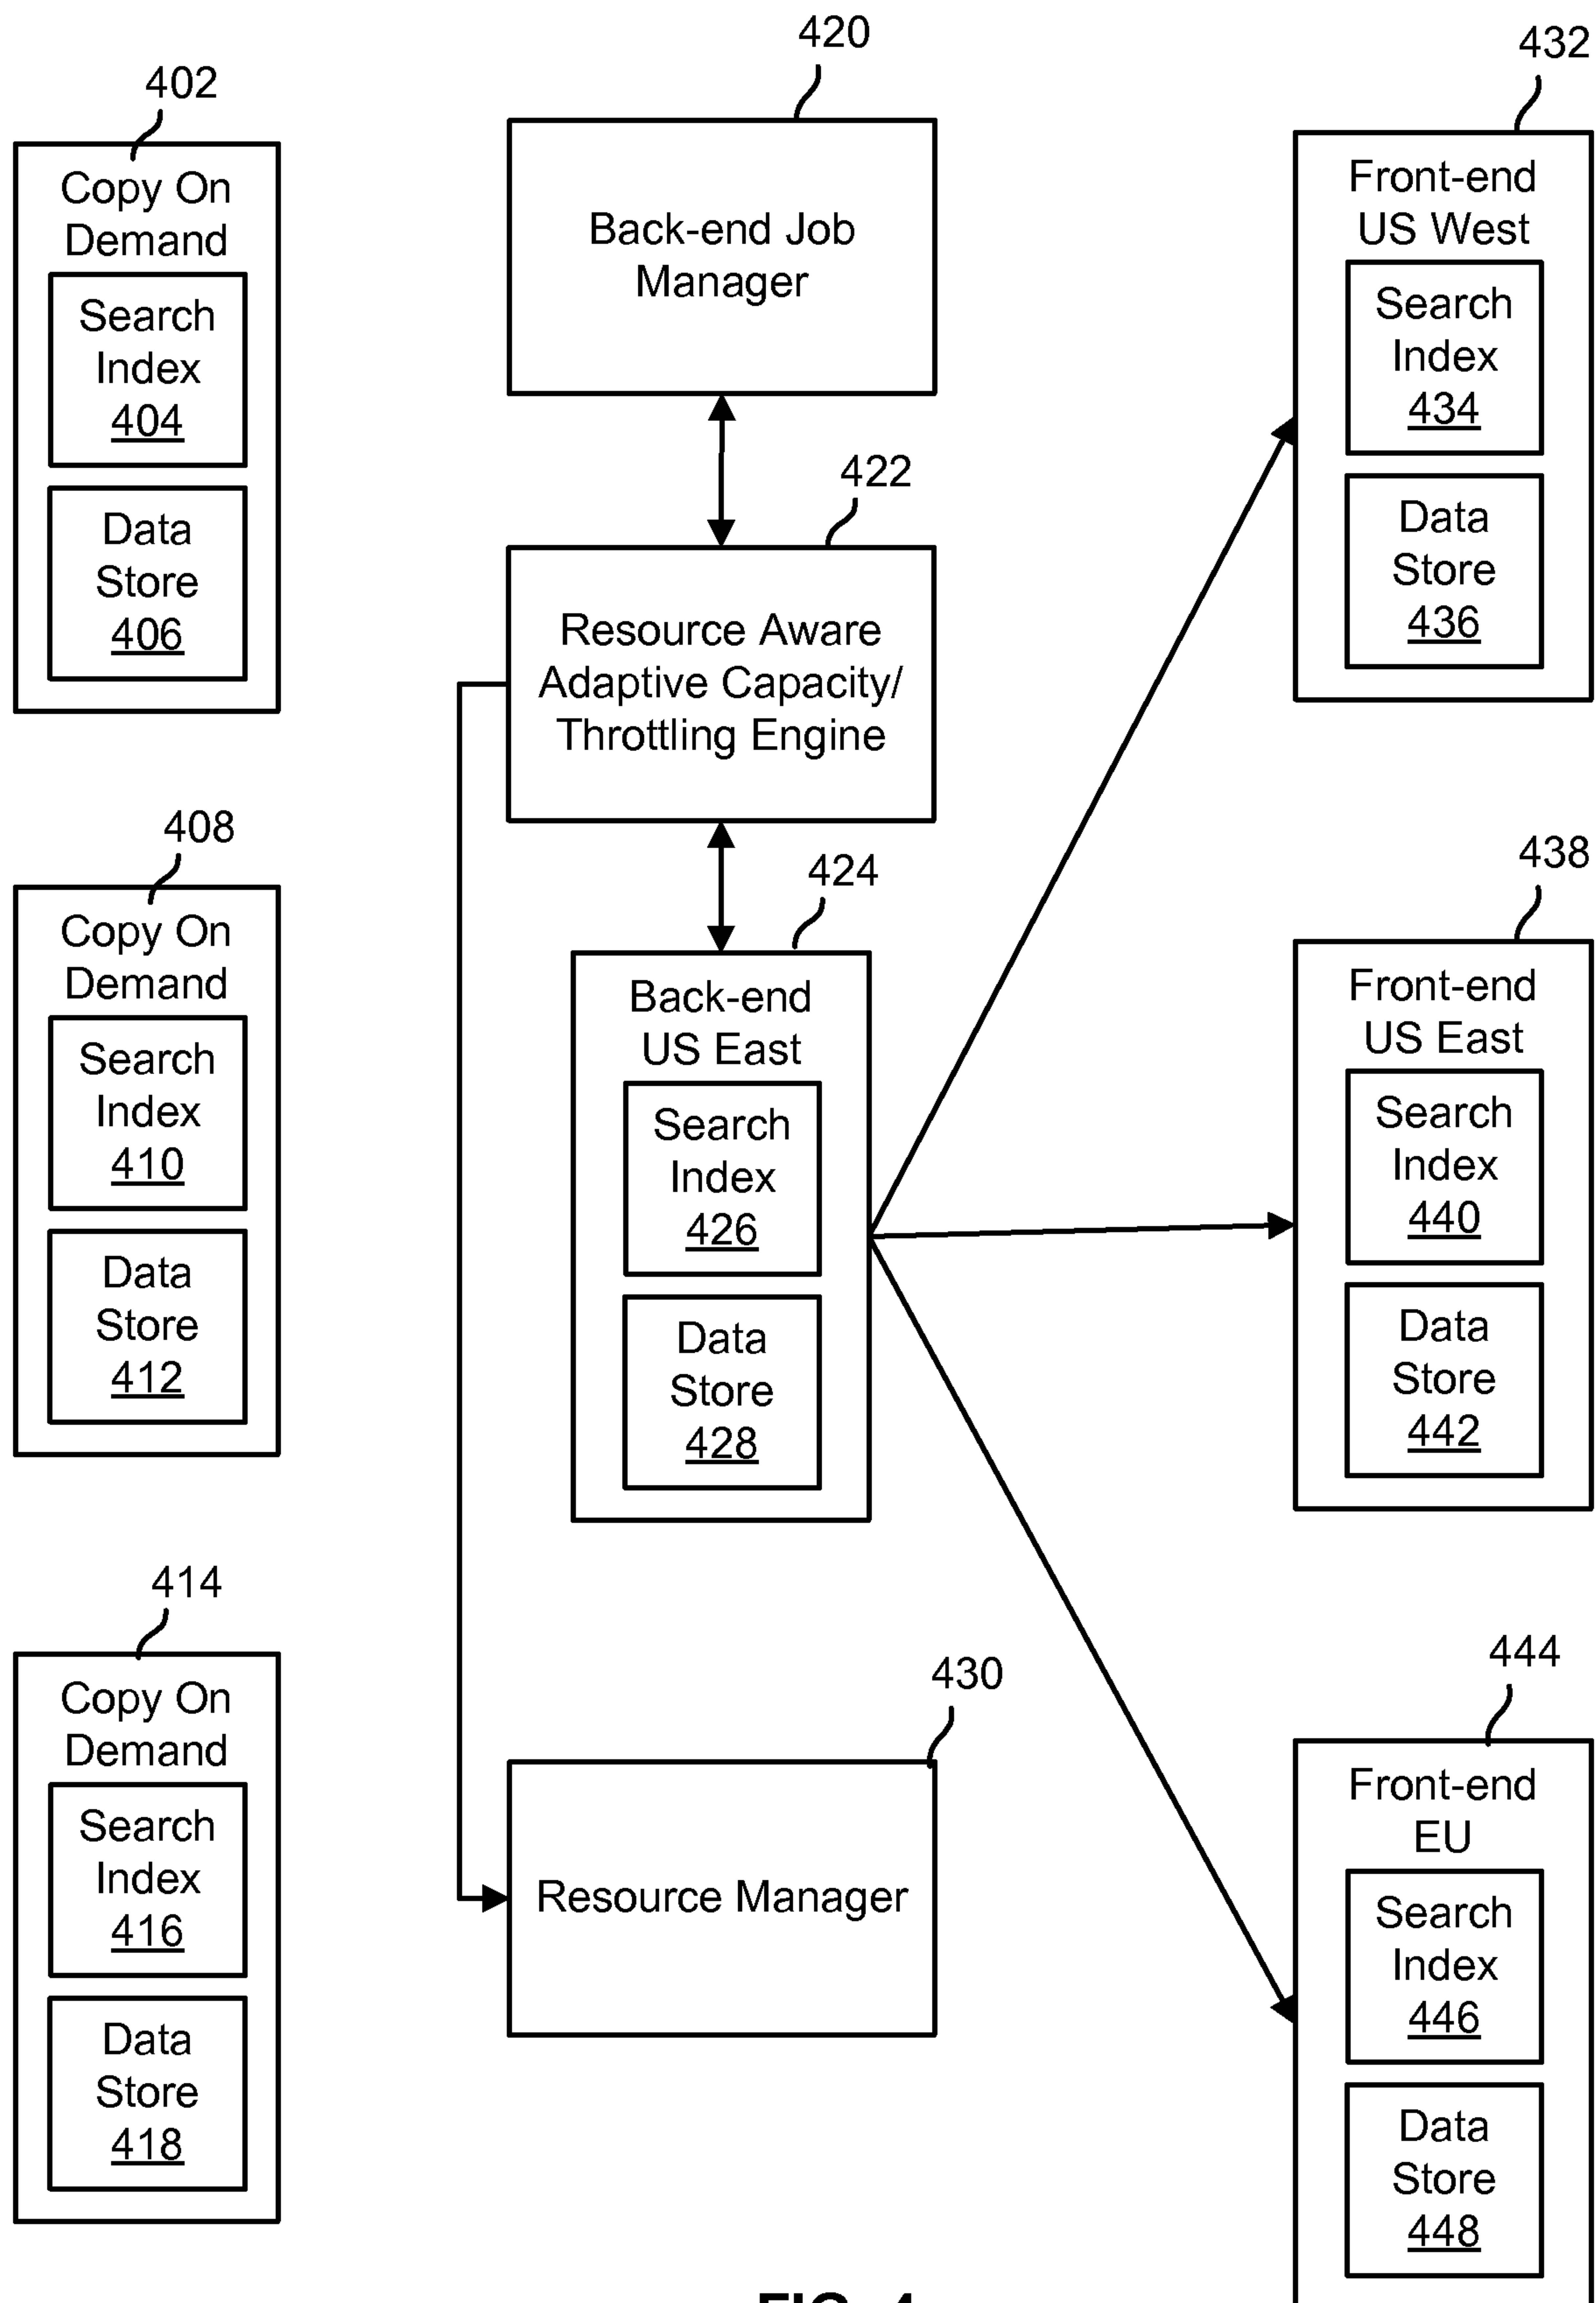 402
Copy On
Demand
Search
Index
404
Data
Store
406
408
Copy On
Demand
Search
Index
410
Data
Store
412
414
Copy On
Demand
Search
Index
416
Data
Store
418
420
Back-end Job
Manager
422
Resource Aware
Adaptive Capacity/
Throttling Engine
424
Back-end
US East
Search
Index
426
Data
Store
428
430
Resource Manager
432
Front-end
US West
Search
Index
434
Data
Store
436
438
Front-end
US East
Search
Index
440
Data
Store
442
444
Front-end
EU
Search
Index
446
Data
Store
448